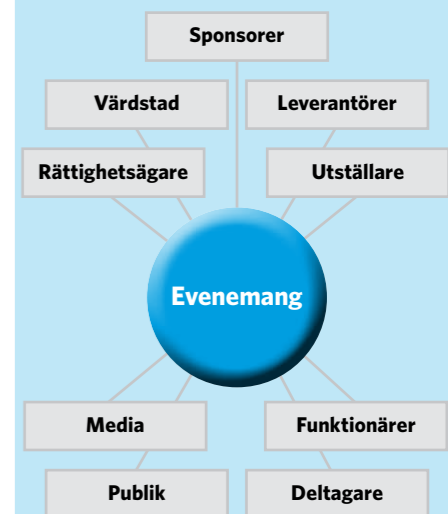 Sponsorer
Värdstad
Leverantörer
Rättighetsägare
Utställare
Evenemang
Media
Funktionärer
Publik
Deltagare